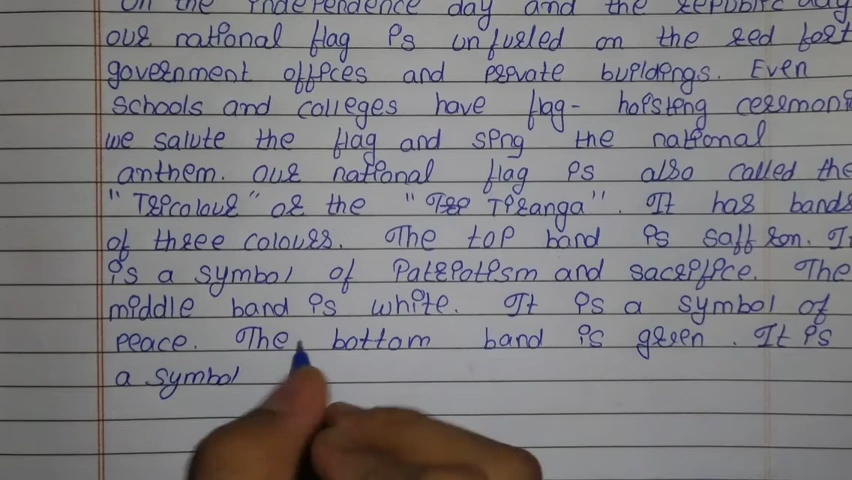 On the independence day and the republic day
our national flag is unfurled on the red fort
government offices and private buildings. Even
schools and colleges have flag- hoisting ceremoni
we salute the flag and sing the national
anthem. our national flag is also called the
"Tricolour" or the "Tiranga". It has bands
of three colours. The top band is saffron. It
is a symbol of Patriotism and sacrifice. The
middle band is white. It is a symbol of
peace. The bottom band is green. It is
a symbol